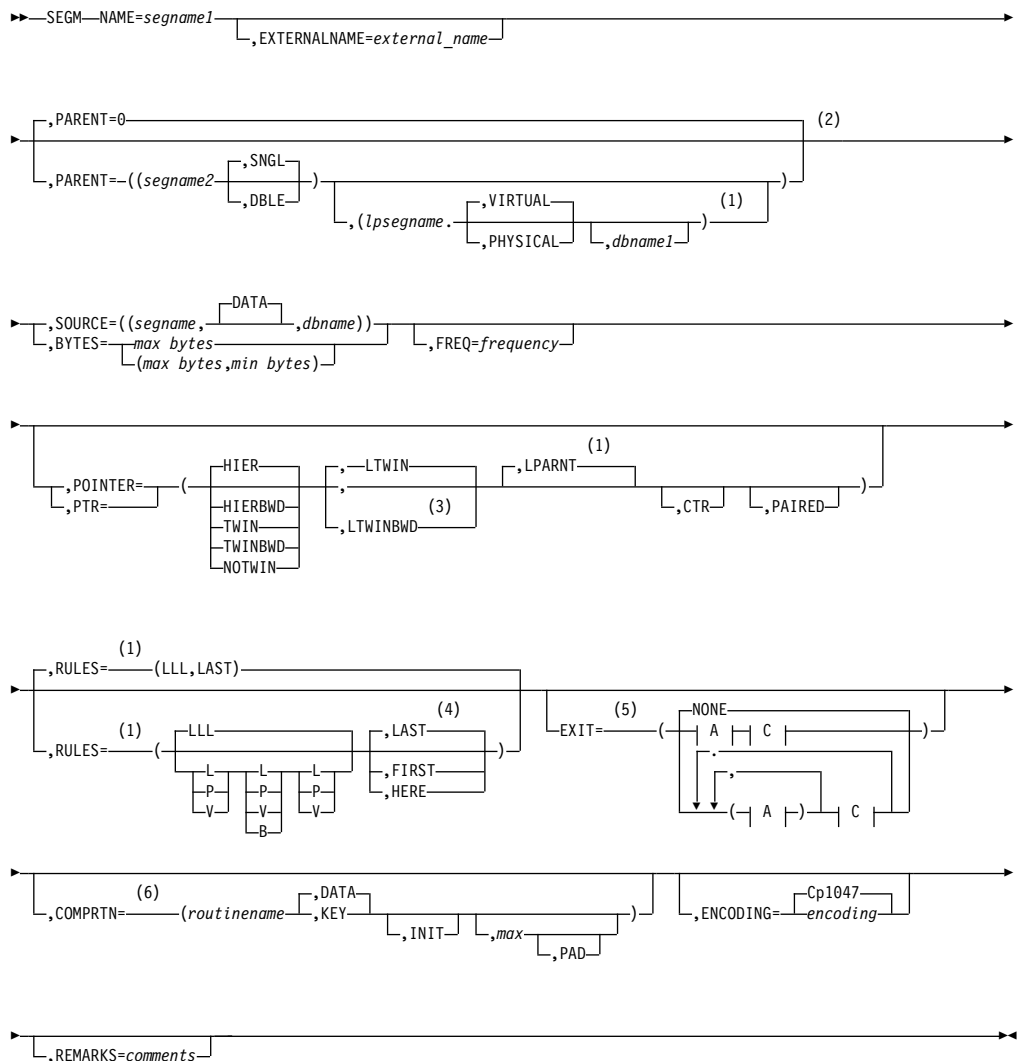 SEGM NAME=segname1
,EXTERNALNAME=external_name
,PARENT=0 (2)
,PARENT= ((segname2 ,SNGL ) )
,DBLE ,(lpsegname. ,VIRTUAL ) (1)
,PHYSICAL ,dbname1
,SOURCE=((segname, DATA ,dbname))
,BYTES= max bytes ,FREQ=frequency
(max bytes,min bytes)
(1)
HIER , LTWIN ,LPARNT
,POINTER= ( , )
,PTR= HIERBWD (3) ,CTR ,PAIRED
TWIN ,LTWINBWD
TWINBWD
NOTWIN
(1)
,RULES= (LLL,LAST)
(1) (4) (5) NONE
,RULES= ( LLL ,LAST ) EXIT= ( A C )
L L L ,FIRST .
P P P ,HERE ,
V V V ( A ) C
B
(6) ,DATA Cp1047
,COMPRTN= (routinename ,KEY ) ,ENCODING= encoding
,INIT ,max
,PAD
,REMARKS=comments